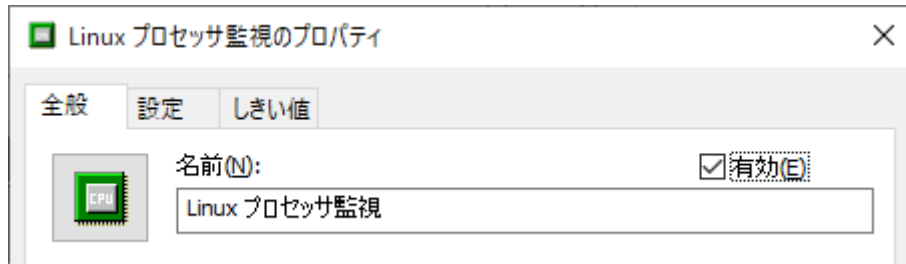 Linux プロセッサ監視のプロパティ
全般 設定 しきい値
名前(N): 有効(E)
CPU
Linux プロセッサ監視